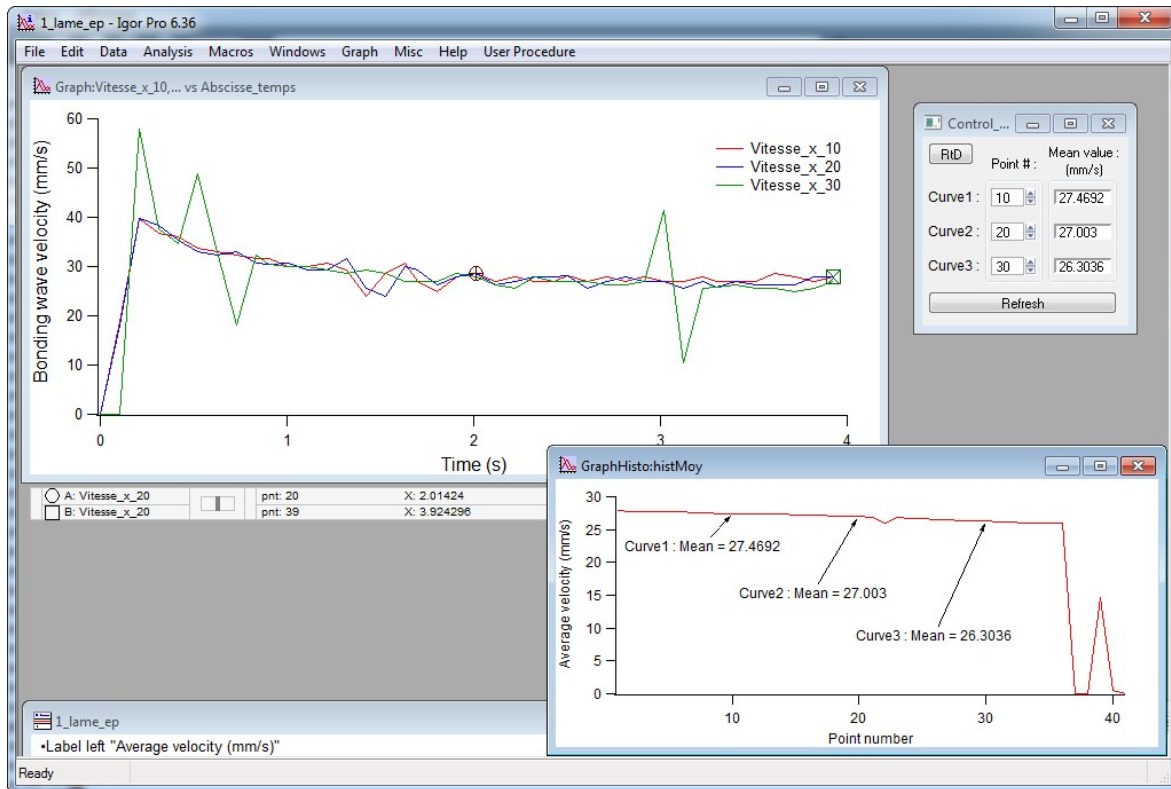 1_lame_ep - Igor Pro 6.36
File Edit Data Analysis Macros Windows Graph Misc Help User Procedure
Graph:Vitesse_x_10,... vs Abscisse_temps
60
50
40
30
20
10
0
Bonding wave velocity (mm/s)
Vitesse_x_10
Vitesse_x_20
Vitesse_x_30
0 1 2 3 4
Time (s)
A: Vitesse_x_20 pnt: 20 X: 2.01424
B: Vitesse_x_20 pnt: 39 X: 3.924296
Control_...
RtD Point # : Mean value :
(mm/s)
Curve1 : 10 27.4692
Curve2 : 20 27.003
Curve3 : 30 26.3036
Refresh
GraphHisto:histMoy
30
25
20
15
10
5
0
Average velocity (mm/s)
Curve1 : Mean = 27.4692
Curve2 : Mean = 27.003
Curve3 : Mean = 26.3036
10 20 30 40
Point number
1_lame_ep
•Label left "Average velocity (mm/s)"
Ready